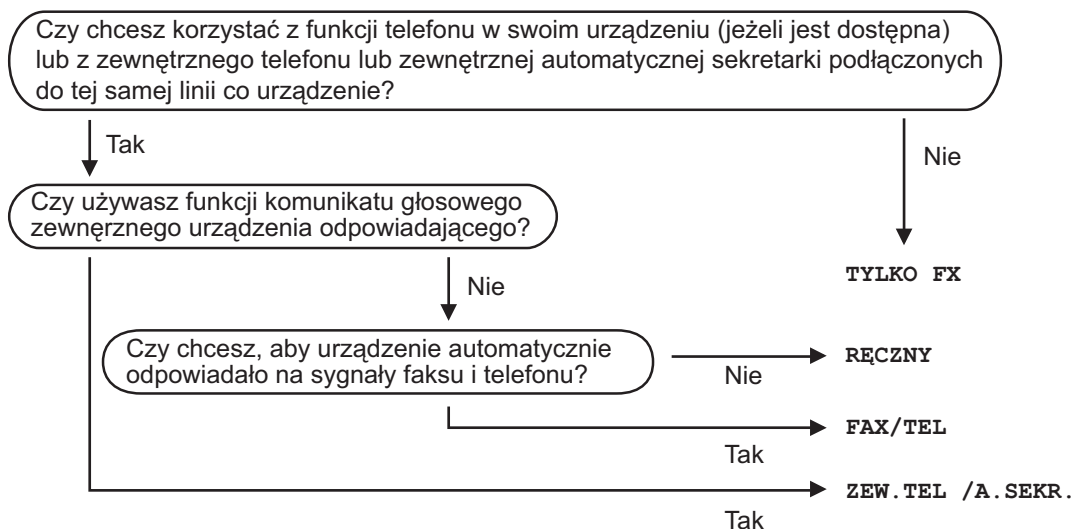 Czy chcesz korzystać z funkcji telefonu w swoim urządzeniu (jeżeli jest dostępna)
lub z zewnętrznego telefonu lub zewnętrznej automatycznej sekretarki podłączonych
do tej samej linii co urządzenie?
Tak
Nie
Czy używasz funkcji komunikatu głosowego
zewnęrznego urządzenia odpowiadającego?
TYLKO FX
Nie
Czy chcesz, aby urządzenie automatycznie
odpowiadało na sygnały faksu i telefonu?
RĘCZNY
Nie
FAX/TEL
Tak
ZEW.TEL /A.SEKR.
Tak